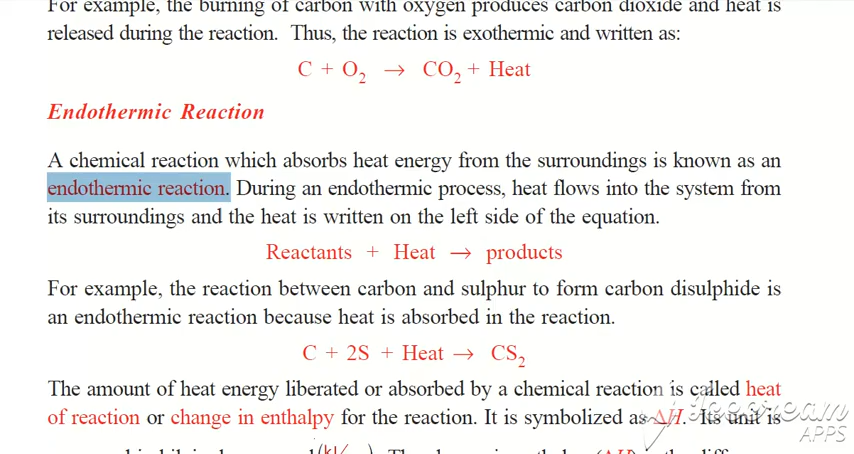 For example, the burning of carbon with oxygen produces carbon dioxide and heat is
released during the reaction. Thus, the reaction is exothermic and written as:
C + O₂ → CO₂ + Heat
Endothermic Reaction
A chemical reaction which absorbs heat energy from the surroundings is known as an
endothermic reaction. During an endothermic process, heat flows into the system from
its surroundings and the heat is written on the left side of the equation.
Reactants + Heat → products
For example, the reaction between carbon and sulphur to form carbon disulphide is
an endothermic reaction because heat is absorbed in the reaction.
C + 2S + Heat → CS₂
The amount of heat energy liberated or absorbed by a chemical reaction is called heat
of reaction or change in enthalpy for the reaction. It is symbolized as ΔH. Its unit is
Icecream
APPS